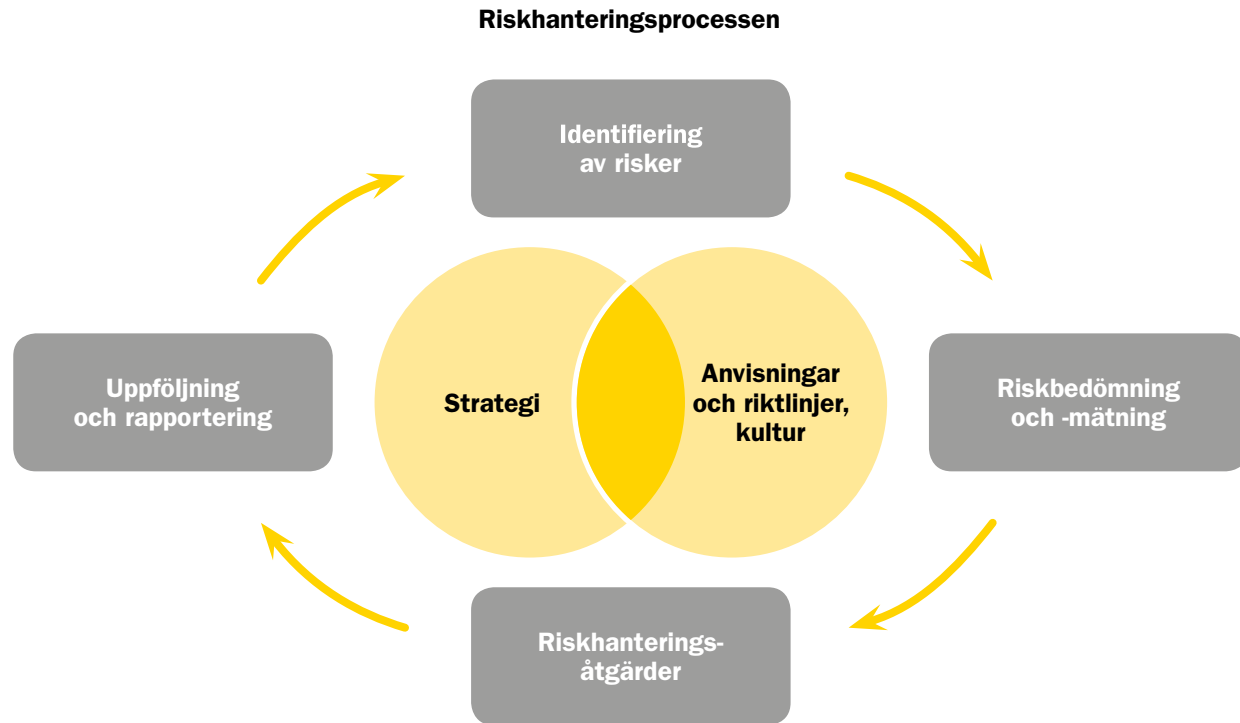 Riskhanteringsprocessen
Identifiering
av risker
Uppföljning
och rapportering
Strategi
Anvisningar
och riktlinjer,
kultur
Riskbedömning
och -mätning
Riskhanterings-
åtgärder